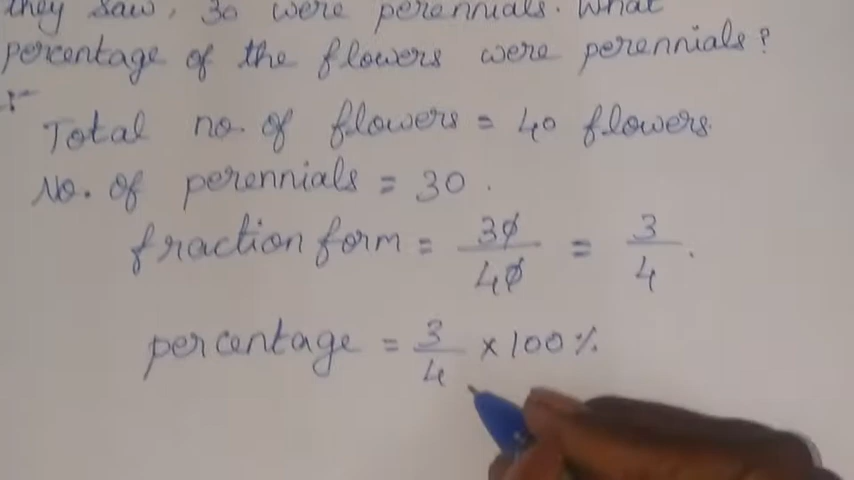 they saw, 30 were perennials. What
percentage of the flowers were perennials?
Total no. of flowers = 40 flowers.
No. of perennials = 30.
fraction form = 30/40 = 3/4.
percentage = 3/4 × 100%